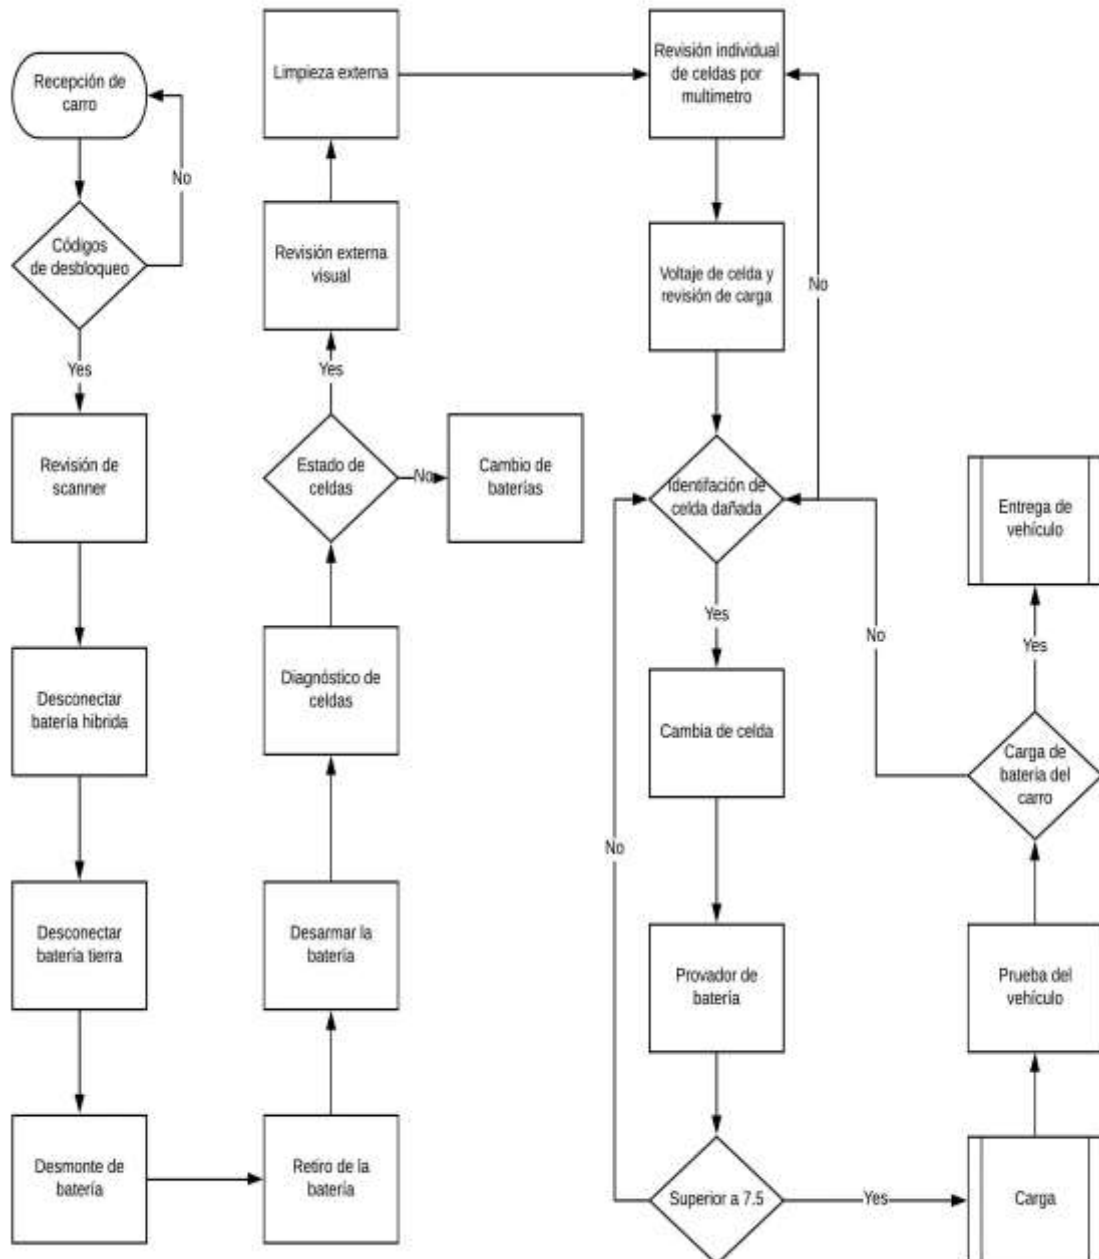 Recepción de
carro
No
Códigos
de desbloqueo
Yes
Revisión de
scanner
Desconectar
batería hibrida
Desconectar
batería tierra
Desmonte de
batería
Limpieza externa
Revisión externa
visual
Yes
Estado de
celdas
No
Cambio de
baterías
Diagnóstico de
celdas
Desarmar la
batería
Retiro de la
batería
Revisión individual
de celdas por
multimetro
Voltaje de celda y
revisión de carga
No
Identifación de
celda dañada
Yes
Cambia de celda
No
Provador de
batería
Superior a 7.5
Yes
Entrega de
vehículo
Yes
No
Carga de
bateria del
carro
Prueba del
vehículo
Carga